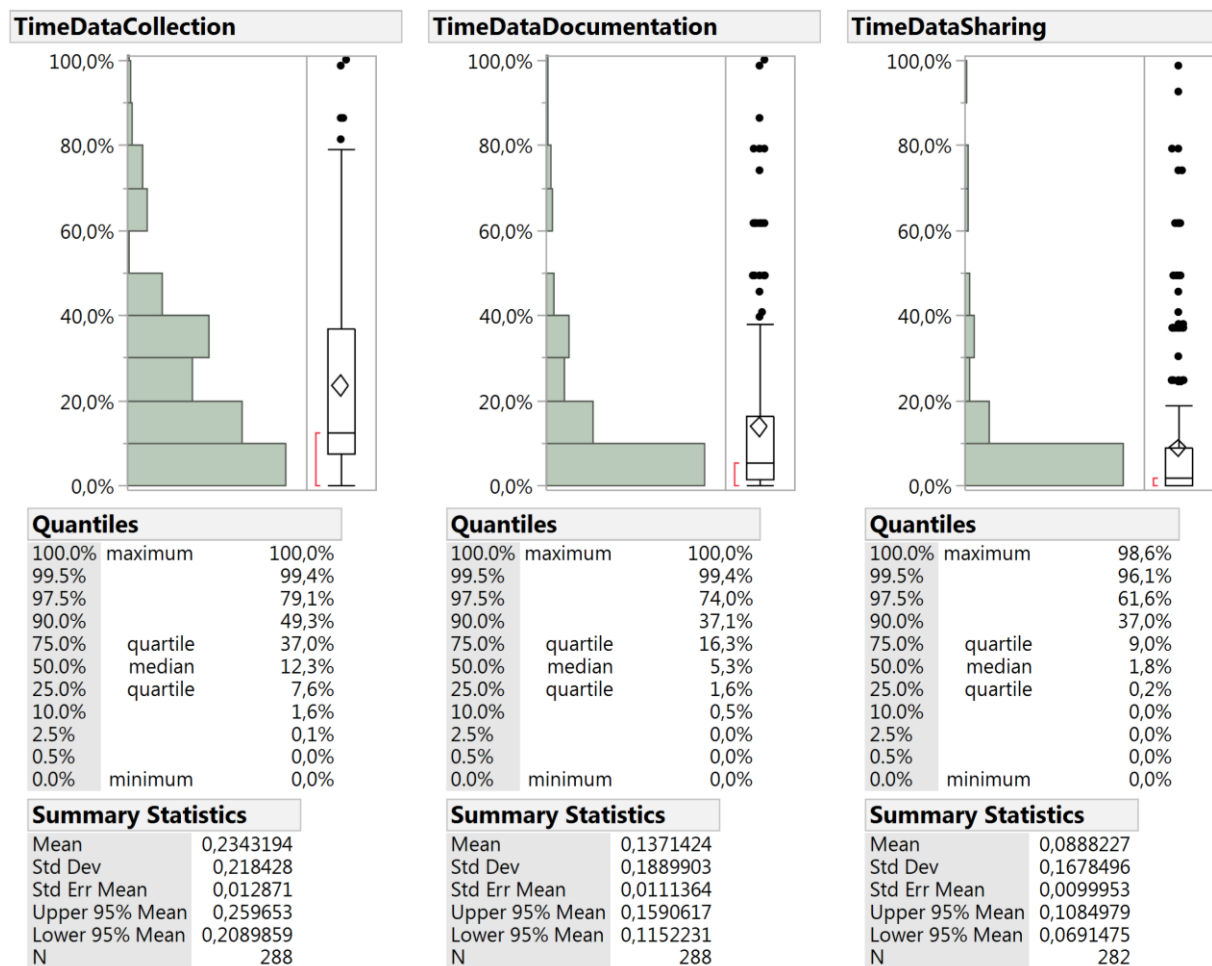 TimeDataCollection
100,0%
80,0%
60,0%
40,0%
20,0%
0,0%
Quantiles
100.0% maximum 100,0%
99.5% 99,4%
97.5% 79,1%
90.0% 49,3%
75.0% quartile 37,0%
50.0% median 12,3%
25.0% quartile 7,6%
10.0% 1,6%
2.5% 0,1%
0.5% 0,0%
0.0% minimum 0,0%
Summary Statistics
Mean 0,2343194
Std Dev 0,218428
Std Err Mean 0,012871
Upper 95% Mean 0,259653
Lower 95% Mean 0,2089859
N 288
TimeDataDocumentation
100,0%
80,0%
60,0%
40,0%
20,0%
0,0%
Quantiles
100.0% maximum 100,0%
99.5% 99,4%
97.5% 74,0%
90.0% 37,1%
75.0% quartile 16,3%
50.0% median 5,3%
25.0% quartile 1,6%
10.0% 0,5%
2.5% 0,0%
0.5% 0,0%
0.0% minimum 0,0%
Summary Statistics
Mean 0,1371424
Std Dev 0,1889903
Std Err Mean 0,0111364
Upper 95% Mean 0,1590617
Lower 95% Mean 0,1152231
N 288
TimeDataSharing
100,0%
80,0%
60,0%
40,0%
20,0%
0,0%
Quantiles
100.0% maximum 98,6%
99.5% 96,1%
97.5% 61,6%
90.0% 37,0%
75.0% quartile 9,0%
50.0% median 1,8%
25.0% quartile 0,2%
10.0% 0,0%
2.5% 0,0%
0.5% 0,0%
0.0% minimum 0,0%
Summary Statistics
Mean 0,0888227
Std Dev 0,1678496
Std Err Mean 0,0099953
Upper 95% Mean 0,1084979
Lower 95% Mean 0,0691475
N 282